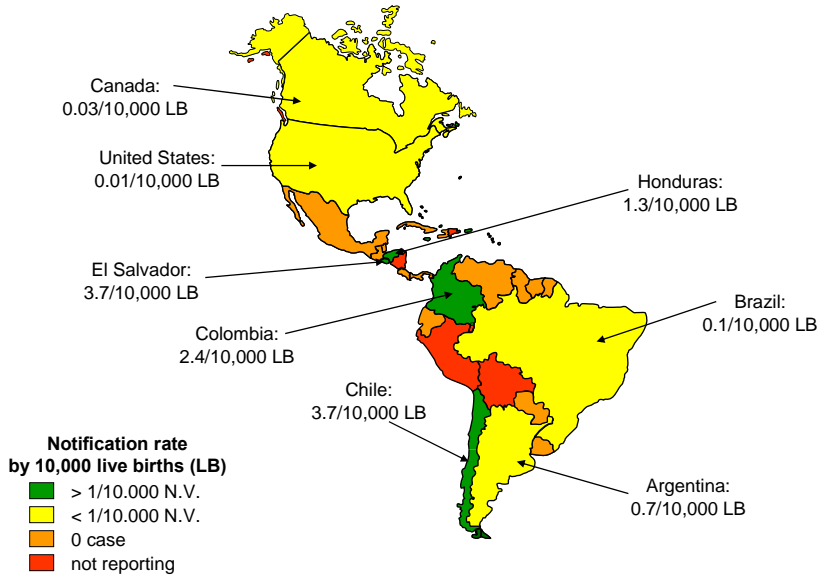 Canada:
0.03/10,000 LB
United States:
0.01/10,000 LB
Honduras:
1.3/10,000 LB
El Salvador:
3.7/10,000 LB
Brazil:
0.1/10,000 LB
Colombia:
2.4/10,000 LB
Chile:
3.7/10,000 LB
Argentina:
0.7/10,000 LB
Notification rate
by 10,000 live births (LB)
> 1/10.000 N.V.
< 1/10.000 N.V.
0 case
not reporting